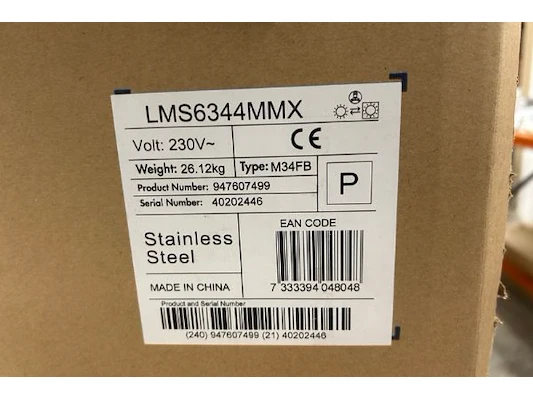 LMS6344MMX
Volt: 230V~
CE
Weight: 26.12kg
Type: M34FB
Product Number: 947607499
Serial Number: 40202446
P
Stainless
Steel
MADE IN CHINA
EAN CODE
7 333394 048048
Product and Serial Number
(240) 947607499 (21) 40202446